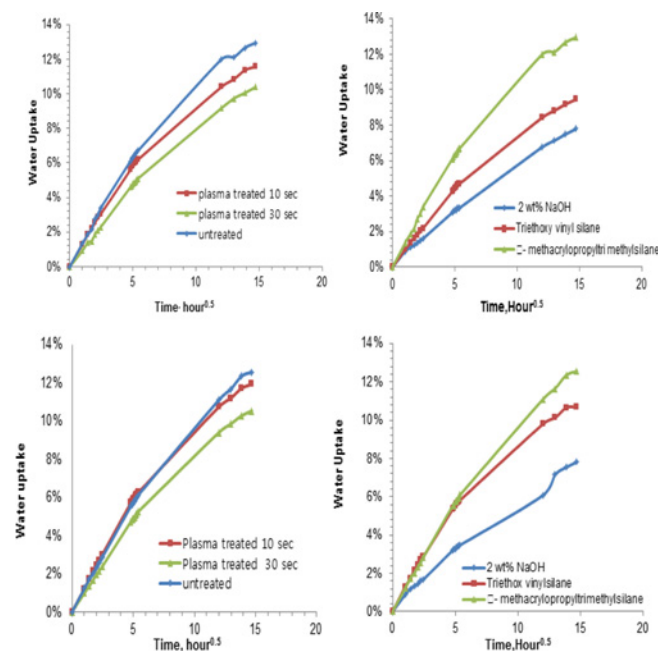 14%
12%
10%
8%
6%
4%
2%
0%
Water Uptake
plasma treated 10 sec
plasma treated 30 sec
untreated
0 5 10 15 20
Time- hour0.5
14%
12%
10%
8%
6%
4%
2%
0%
Water Uptake
2 wt% NaOH
Triethoxy vinyl silane
- methacrylopropyltri methylsilane
0 5 10 15 20
Time,Hour0.5
14%
12%
10%
8%
6%
4%
2%
0%
Water uptake
Plasma treated 10 sec
Plasma treated 30 sec
untreated
0 5 10 15 20
Time, hour0.5
14%
12%
10%
8%
6%
4%
2%
0%
Water Uptake
2 wt% NaOH
Triethox vinylsilane
- methacrylopropyltrimethylsilane
0 5 10 15 20
Time,Hour0.5